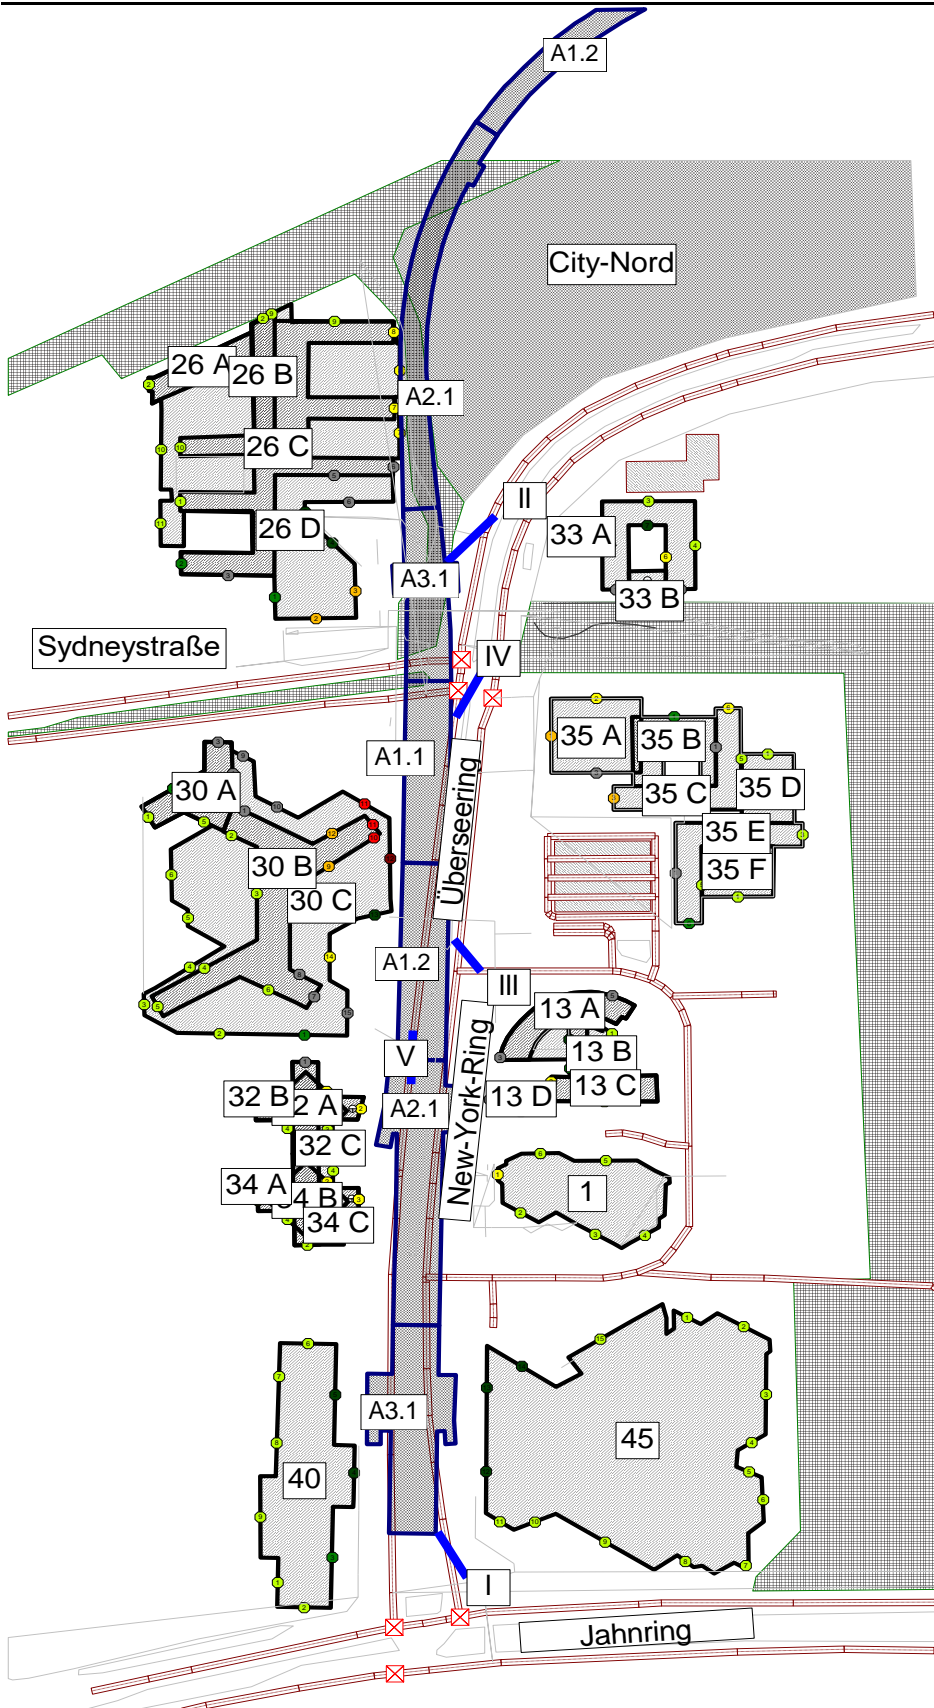 A1.2
City-Nord
26 A
26 B
A2.1
26 C
II
26 D
33 A
A3.1
33 B
Sydneystraße
IV
35 A
35 B
A1.1
30 A
35 D
35 C
Überseering
35 E
30 B
35 F
30 C
A1.2
III
13 A
V
13 B
13 C
32 B
2 A
A2.1
13 D
New-York-Ring
32 C
34 A
34 B
1
34 C
A3.1
45
40
I
Jahnring